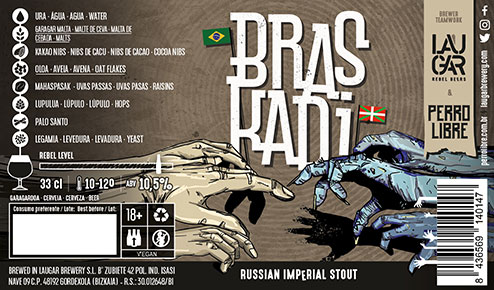 URA · ÁGUA · AGUA · WATER
GARAGAR MALTA · MALTE DE CEVA · MALTA DE
CEBADA · MALTS
KAKAO NIBS · NIBS DE CACU · NIBS DE CACAO · COCOA NIBS
OLOA · AVEIA · AVENA · OAT FLAKES
MAHASPASAK · UVAS PASSAS · UVAS PASAS · RAISINS
LUPULUA · LÚPULO · LÚPULO · HOPS
PALO SANTO
LEGAMIA · LEVEDURA · LEVADURA · YEAST
REBEL LEVEL
33 cl
10-12º
ABV 10,5%
GARAGARDOA · CERVEJA · CERVEZA · BEER
Consumo preferente / Lote: Best before / Lot:
18+
VEGAN
BREWED IN LAUGAR BREWERY S.L. Bº ZUBIETE 42 POL. IND. ISASI
NAVE 09 C.P. 48192 GORDEXOLA (BIZKAIA) - R.S.: 30.012648/BI
BRAS
KADï
RUSSIAN IMPERIAL STOUT
BREWED
TEAMWORK
LAU
GAR
REBEL BEERS
&
PERRO
LIBRE
laugarbrewery.com
perrolibre.com.br
8 436569 140147